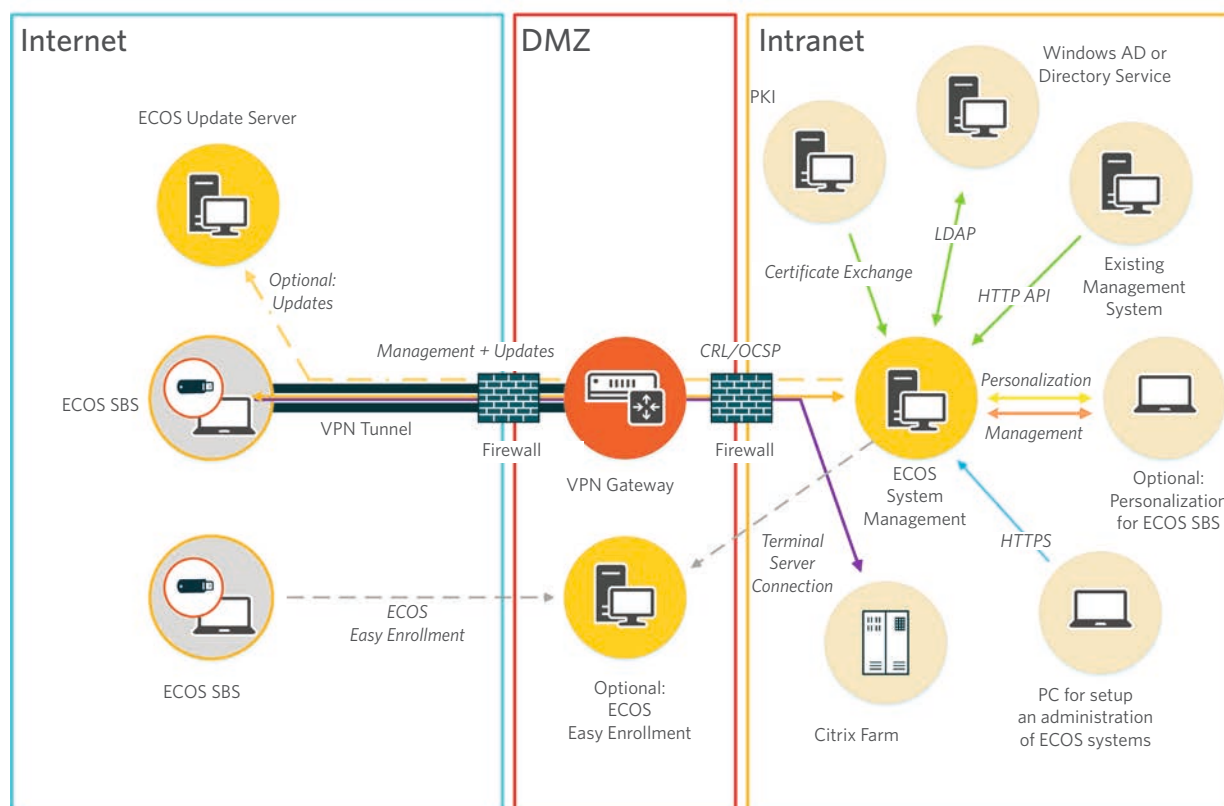 Internet
DMZ
Intranet
ECOS Update Server
Optional:
Updates
Management + Updates
ECOS SBS
VPN Tunnel
Firewall
VPN Gateway
CRL/OCSP
Firewall
ECOS
Easy Enrollment
ECOS SBS
Optional:
ECOS
Easy Enrollment
PKI
Windows AD or
Directory Service
Certificate Exchange
LDAP
HTTP API
Existing
Management
System
Personalization
Management
ECOS
System
Management
Optional:
Personalization
for ECOS SBS
Terminal
Server
Connection
HTTPS
Citrix Farm
PC for setup
an administration
of ECOS systems